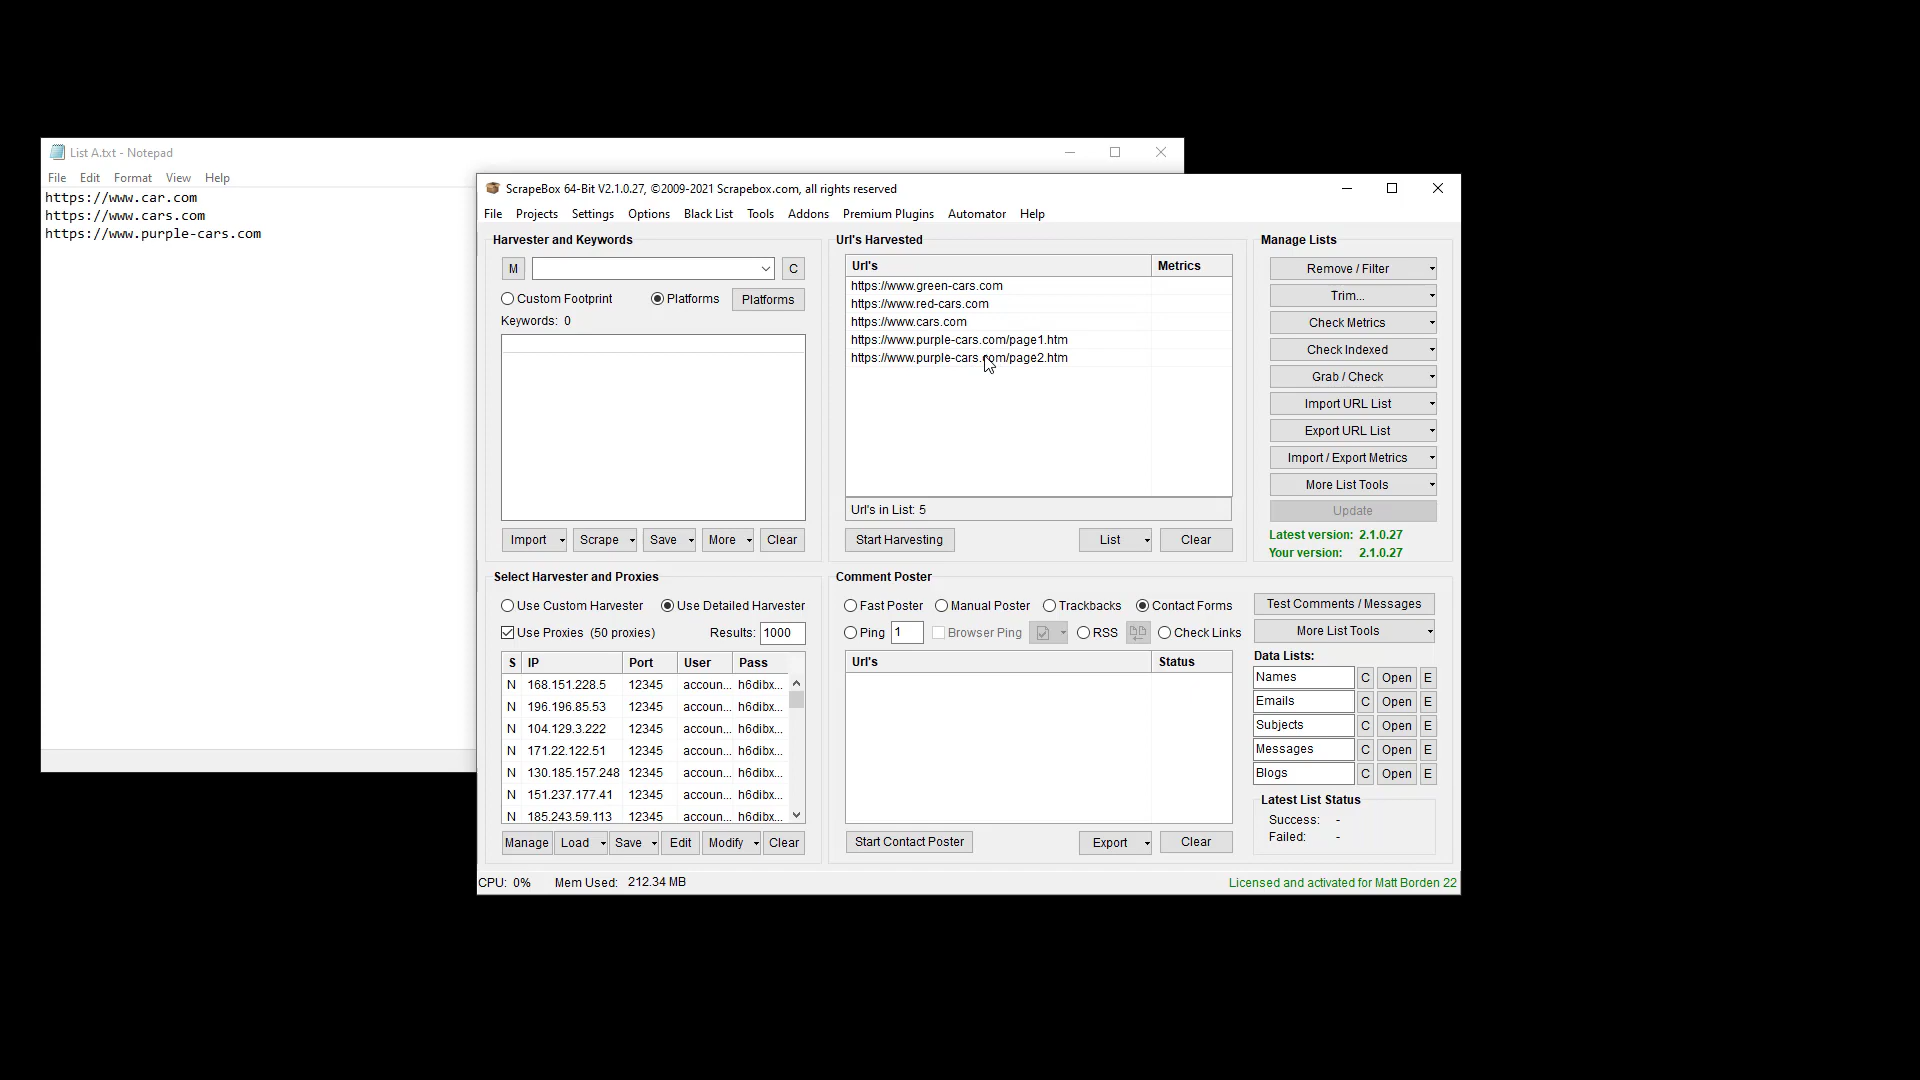 List A.txt - Notepad
File Edit Format View Help
https://www.car.com
https://www.cars.com
https://www.purple-cars.com
ScrapeBox 64-Bit V2.1.0.27, ©2009-2021 Scrapebox.com, all rights reserved
File Projects Settings Options Black List Tools Addons Premium Plugins Automator Help
Harvester and Keywords
M C
Custom Footprint Platforms Platforms
Keywords: 0
Import Scrape Save More Clear
Url's Harvested
Url's Metrics
https://www.green-cars.com
https://www.red-cars.com
https://www.cars.com
https://www.purple-cars.com/page1.htm
https://www.purple-cars.com/page2.htm
Url's in List: 5
Start Harvesting List Clear
Manage Lists
Remove / Filter
Trim...
Check Metrics
Check Indexed
Grab / Check
Import URL List
Export URL List
Import / Export Metrics
More List Tools
Update
Latest version: 2.1.0.27
Your version: 2.1.0.27
Select Harvester and Proxies
Use Custom Harvester Use Detailed Harvester
Use Proxies (50 proxies) Results: 1000
S IP Port User Pass
N 168.151.228.5 12345 accoun... h6dibx...
N 196.196.85.53 12345 accoun... h6dibx...
N 104.129.3.222 12345 accoun... h6dibx...
N 171.22.122.51 12345 accoun... h6dibx...
N 130.185.157.248 12345 accoun... h6dibx...
N 151.237.177.41 12345 accoun... h6dibx...
N 185.243.59.113 12345 accoun... h6dibx...
Manage Load Save Edit Modify Clear
Comment Poster
Fast Poster Manual Poster Trackbacks Contact Forms
Ping 1 Browser Ping RSS Check Links
Url's Status
Start Contact Poster Export Clear
Test Comments / Messages
More List Tools
Data Lists:
Names C Open E
Emails C Open E
Subjects C Open E
Messages C Open E
Blogs C Open E
Latest List Status
Success: -
Failed: -
CPU: 0% Mem Used: 212.34 MB
Licensed and activated for Matt Borden 22